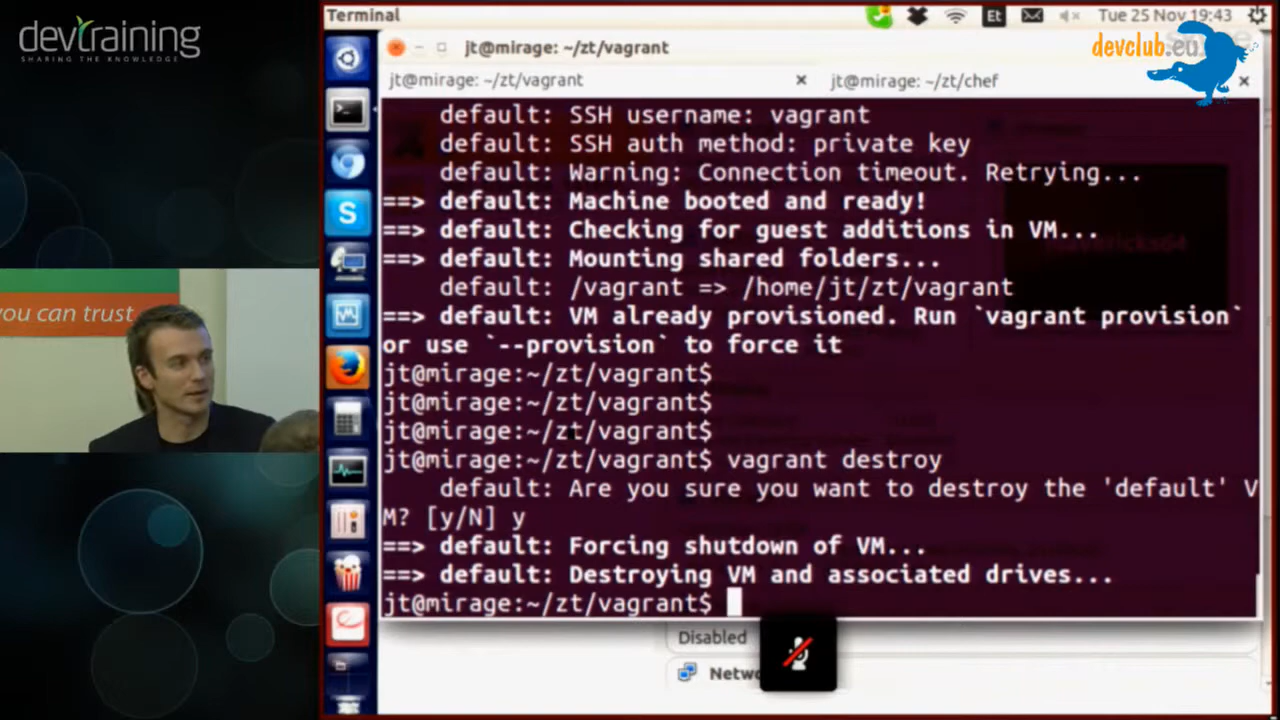 devtraining
SHARING THE KNOWLEDGE
you can trust
Terminal
Et
Tue 25 Nov 19:43
devclub.eu
jt@mirage: ~/zt/vagrant
jt@mirage: ~/zt/vagrant
jt@mirage: ~/zt/chef
default: SSH username: vagrant
default: SSH auth method: private key
default: Warning: Connection timeout. Retrying...
==> default: Machine booted and ready!
==> default: Checking for guest additions in VM...
==> default: Mounting shared folders...
default: /vagrant => /home/jt/zt/vagrant
==> default: VM already provisioned. Run `vagrant provision`
or use `--provision` to force it
jt@mirage:~/zt/vagrant$
jt@mirage:~/zt/vagrant$
jt@mirage:~/zt/vagrant$
jt@mirage:~/zt/vagrant$ vagrant destroy
default: Are you sure you want to destroy the 'default' V
M? [y/N] y
==> default: Forcing shutdown of VM...
==> default: Destroying VM and associated drives...
jt@mirage:~/zt/vagrant$
Disabled
Netwo